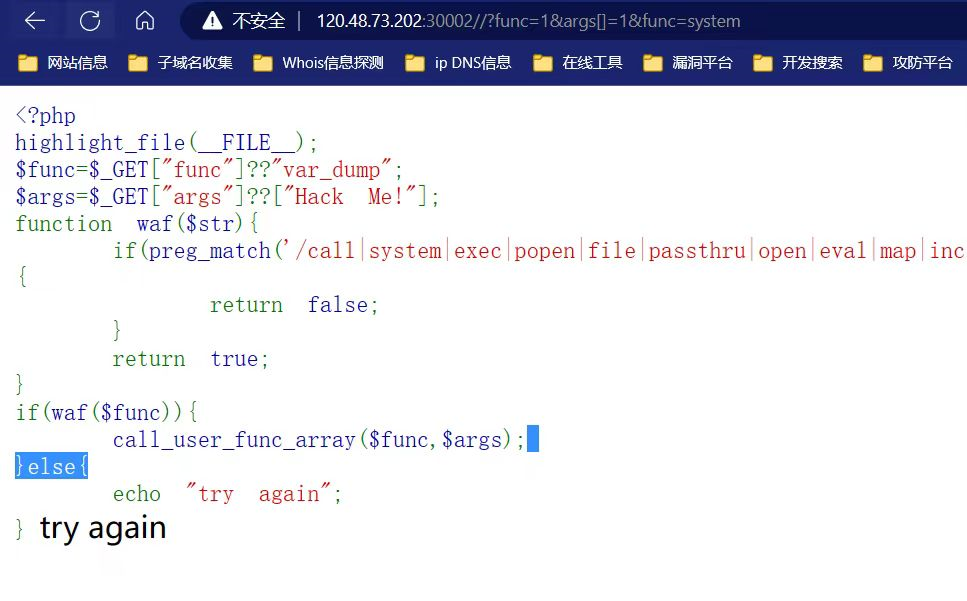 不安全 | 120.48.73.202:30002//?func=1&args[]=1&func=system
网站信息 子域名收集 Whois信息探测 ip DNS信息 在线工具 漏洞平台 开发搜索 攻防平台
<?php
highlight_file(__FILE__);
$func=$_GET["func"]??"var_dump";
$args=$_GET["args"]??["Hack Me!"];
function waf($str){
if(preg_match('/call|system|exec|popen|file|passthru|open|eval|map|inc
{
return false;
}
return true;
}
if(waf($func)){
call_user_func_array($func,$args);
}else{
echo "try again";
} try again